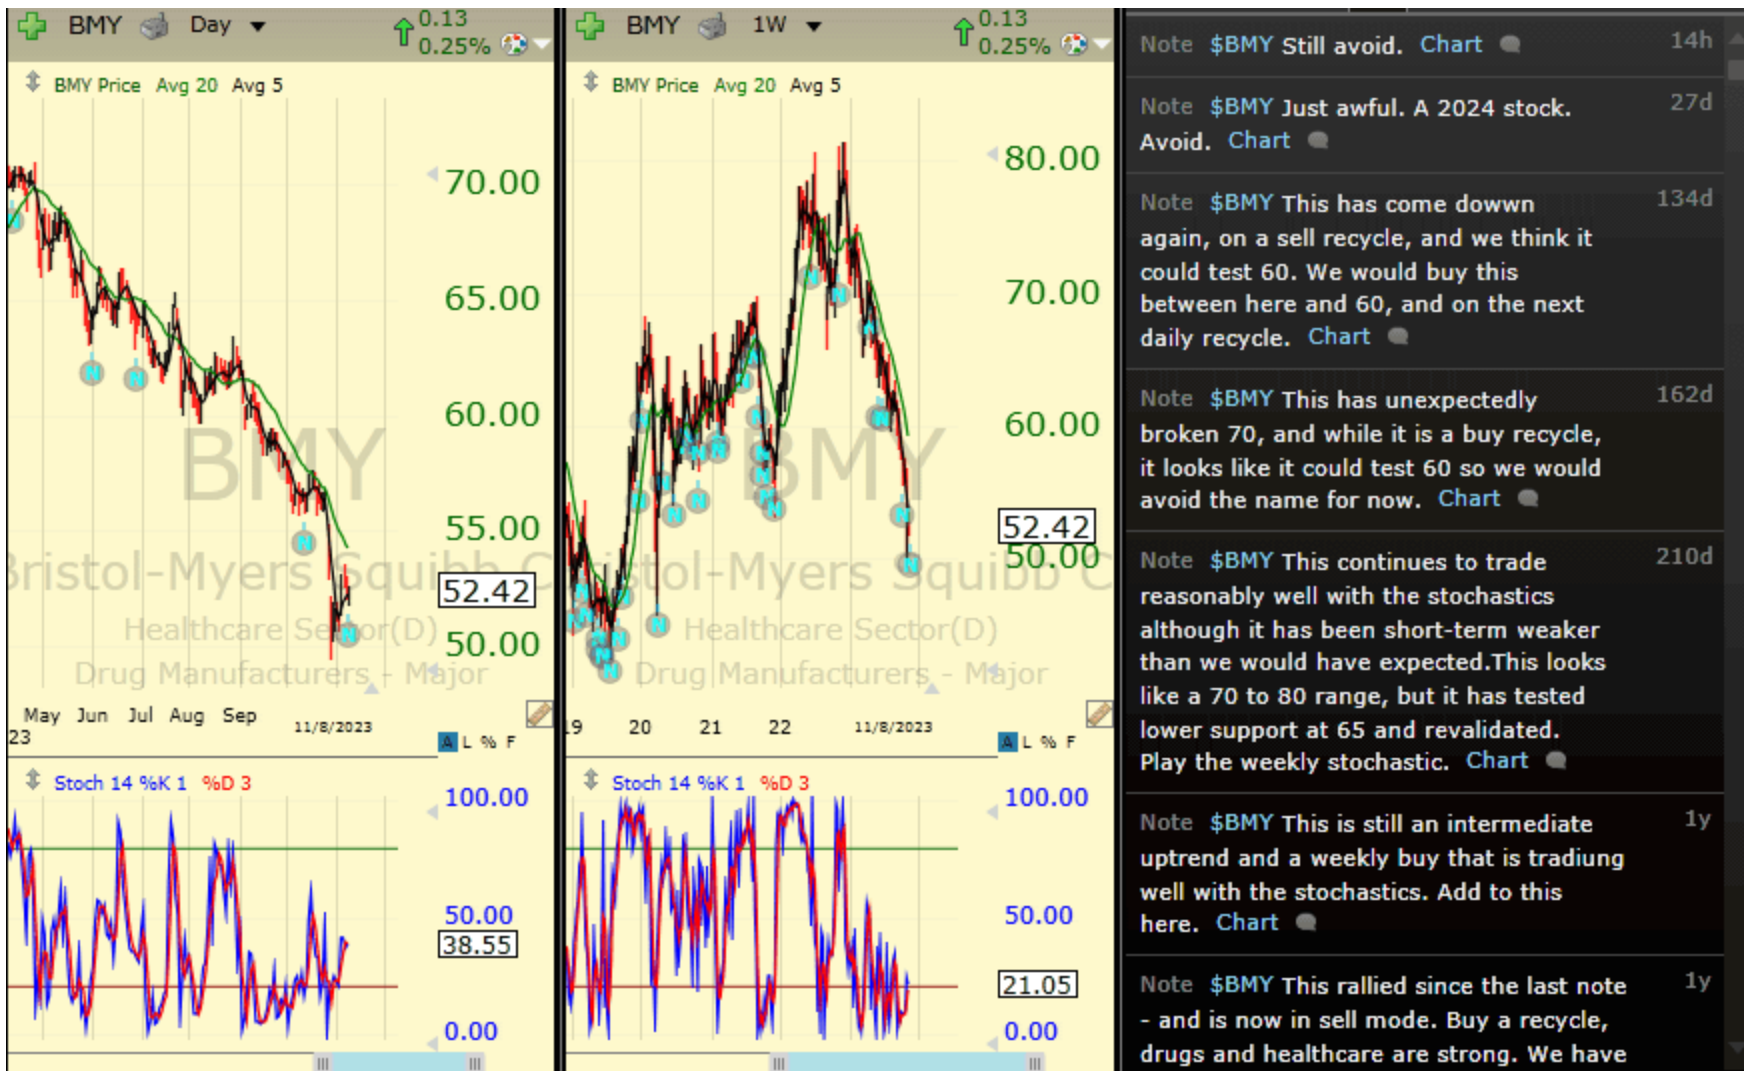 BMY Day 0.13
0.25%
BMY Price Avg 20 Avg 5
70.00
65.00
60.00
BMY
55.00
Bristol-Myers Squibb C
52.42
Healthcare Sector(D)
50.00
Drug Manufacturers - Major
May Jun Jul Aug Sep
23
11/8/2023
A L % F
Stoch 14 %K 1 %D 3
100.00
50.00
38.55
0.00
BMY 1W 0.13
0.25%
BMY Price Avg 20 Avg 5
80.00
70.00
60.00
BMY
52.42
50.00
stol-Myers Squibb C
Healthcare Sector(D)
Drug Manufacturers - Major
19 20 21 22 11/8/2023
A L % F
Stoch 14 %K 1 %D 3
100.00
50.00
21.05
0.00
Note $BMY Still avoid. Chart 14h
Note $BMY Just awful. A 2024 stock. 27d
Avoid. Chart
Note $BMY This has come dowwn 134d
again, on a sell recycle, and we think it
could test 60. We would buy this
between here and 60, and on the next
daily recycle. Chart
Note $BMY This has unexpectedly 162d
broken 70, and while it is a buy recycle,
it looks like it could test 60 so we would
avoid the name for now. Chart
Note $BMY This continues to trade 210d
reasonably well with the stochastics
although it has been short-term weaker
than we would have expected.This looks
like a 70 to 80 range, but it has tested
lower support at 65 and revalidated.
Play the weekly stochastic. Chart
Note $BMY This is still an intermediate 1y
uptrend and a weekly buy that is tradiung
well with the stochastics. Add to this
here. Chart
Note $BMY This rallied since the last note 1y
- and is now in sell mode. Buy a recycle,
drugs and healthcare are strong. We have